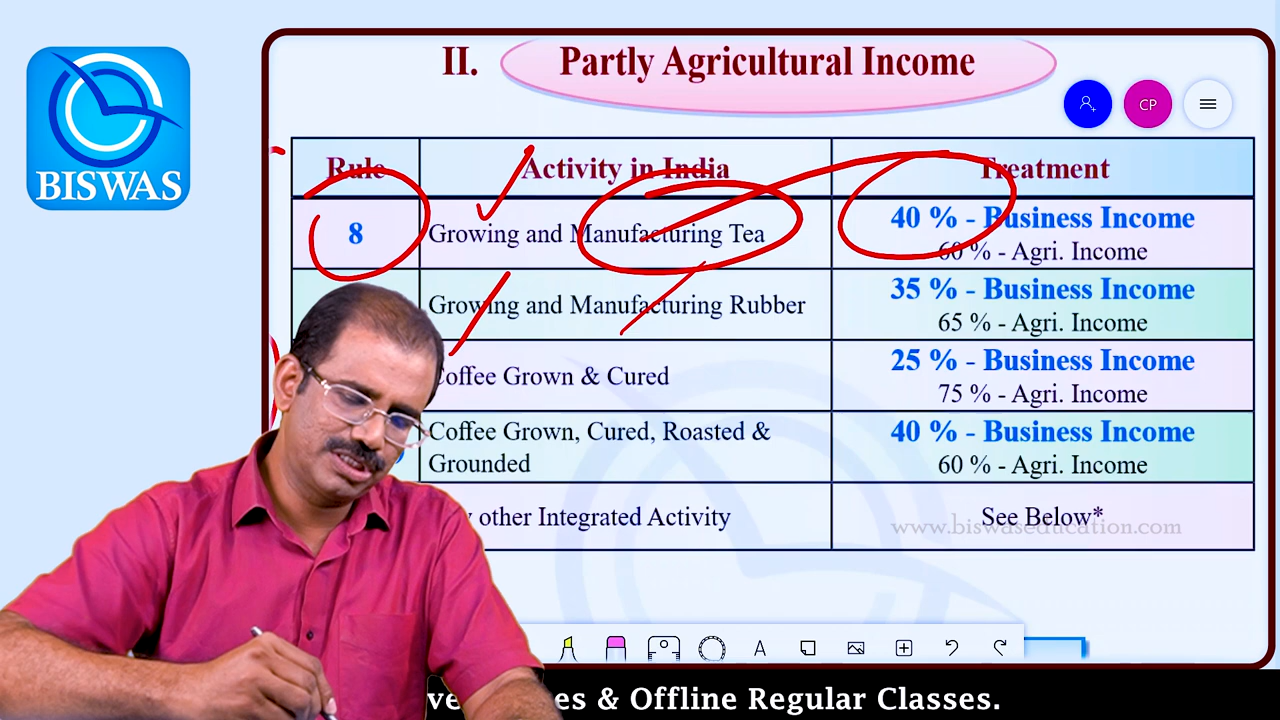 BISWAS
II. Partly Agricultural Income
CP
Rule Activity in India Treatment
8 Growing and Manufacturing Tea 40 % - Business Income
60 % - Agri. Income
Growing and Manufacturing Rubber 35 % - Business Income
65 % - Agri. Income
Coffee Grown & Cured 25 % - Business Income
75 % - Agri. Income
Coffee Grown, Cured, Roasted & 40 % - Business Income
Grounded 60 % - Agri. Income
other Integrated Activity See Below*
www.biswaseducation.com
A
& Offline Regular Classes.